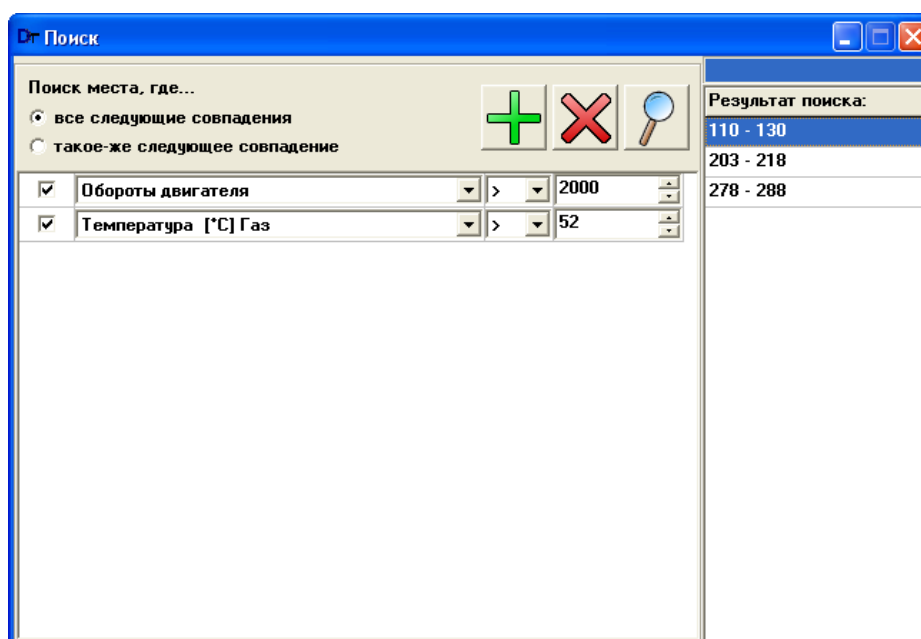 DT Поиск
Поиск места, где...
все следующие совпадения
такое-же следующее совпадение
Обороты двигателя > 2000
Температура [*C] Газ > 52
Результат поиска:
110 - 130
203 - 218
278 - 288